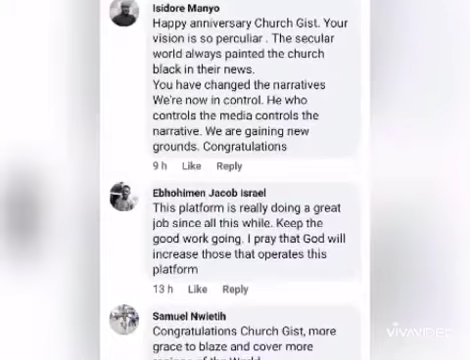 Isidore Manyo
Happy anniversary Church Gist. Your
vision is so perculiar . The secular
world always painted the church
black in their news.
You have changed the narratives
We're now in control. He who
controls the media controls the
narrative. We are gaining new
grounds. Congratulations
9 h Like Reply
Ebhohimen Jacob Israel
This platform is really doing a great
job since all this while. Keep the
good work going. I pray that God will
increase those that operates this
platform
13 h Like Reply
Samuel Nwietih
Congratulations Church Gist, more
grace to blaze and cover more
of the World
VIVAVIDEO